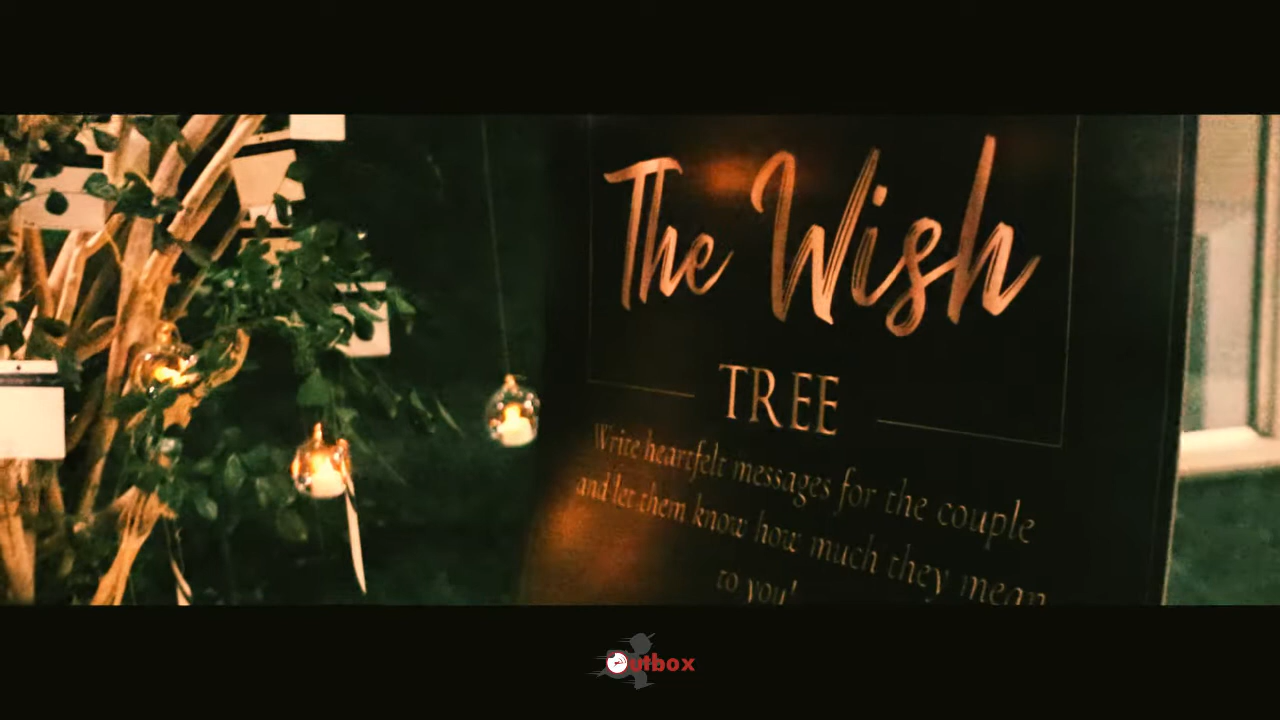 The Wish
TREE
Write heartfelt messages for the couple
and let them know how much they mean
to you!
Outbox